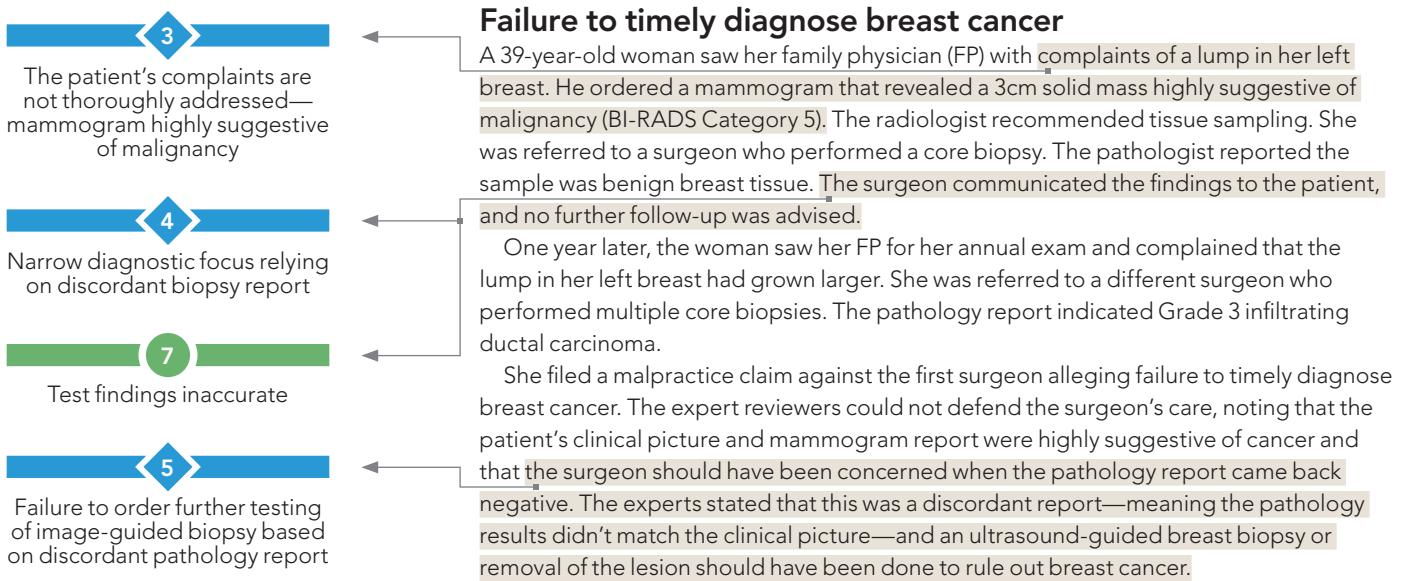 3
The patient's complaints are
not thoroughly addressed—
mammogram highly suggestive
of malignancy
4
Narrow diagnostic focus relying
on discordant biopsy report
7
Test findings inaccurate
5
Failure to order further testing
of image-guided biopsy based
on discordant pathology report
Failure to timely diagnose breast cancer
A 39-year-old woman saw her family physician (FP) with complaints of a lump in her left
breast. He ordered a mammogram that revealed a 3cm solid mass highly suggestive of
malignancy (BI-RADS Category 5). The radiologist recommended tissue sampling. She
was referred to a surgeon who performed a core biopsy. The pathologist reported the
sample was benign breast tissue. The surgeon communicated the findings to the patient,
and no further follow-up was advised.
One year later, the woman saw her FP for her annual exam and complained that the
lump in her left breast had grown larger. She was referred to a different surgeon who
performed multiple core biopsies. The pathology report indicated Grade 3 infiltrating
ductal carcinoma.
She filed a malpractice claim against the first surgeon alleging failure to timely diagnose
breast cancer. The expert reviewers could not defend the surgeon's care, noting that the
patient's clinical picture and mammogram report were highly suggestive of cancer and
that the surgeon should have been concerned when the pathology report came back
negative. The experts stated that this was a discordant report—meaning the pathology
results didn't match the clinical picture—and an ultrasound-guided breast biopsy or
removal of the lesion should have been done to rule out breast cancer.